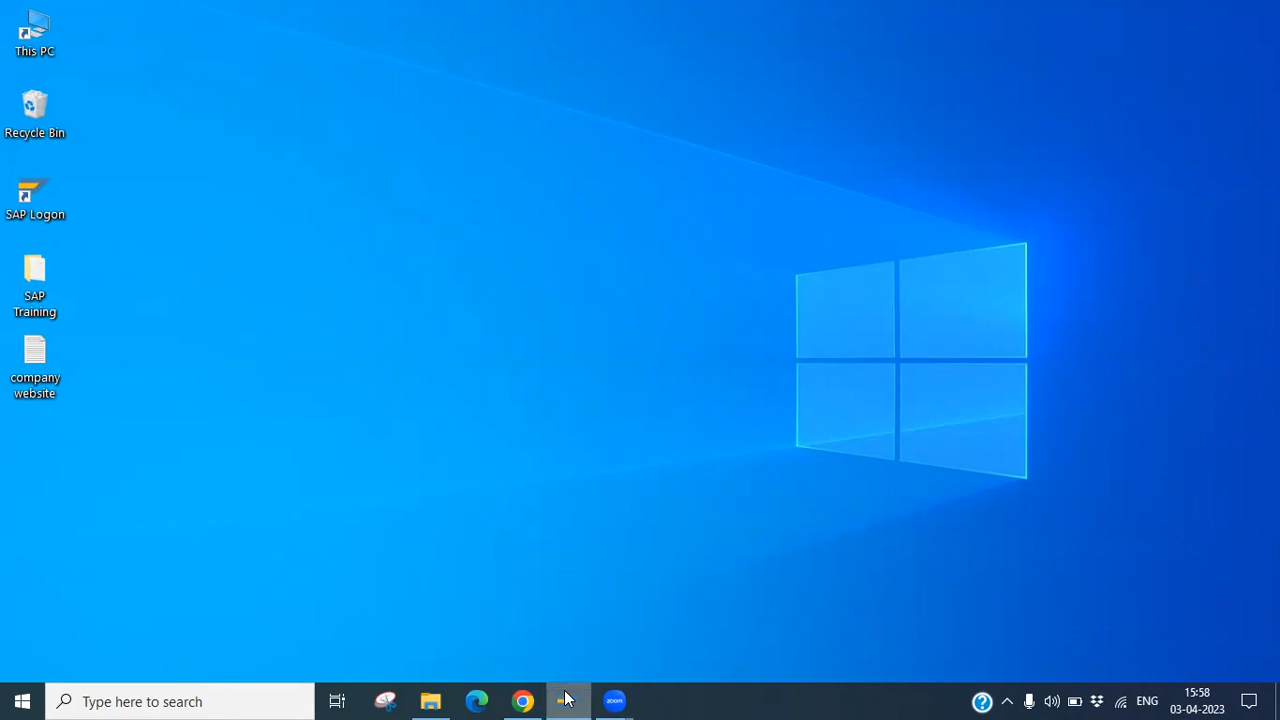 This PC
Recycle Bin
SAP Logon
SAP
Training
company
website
Type here to search
zoom
ENG
15:58
03-04-2023